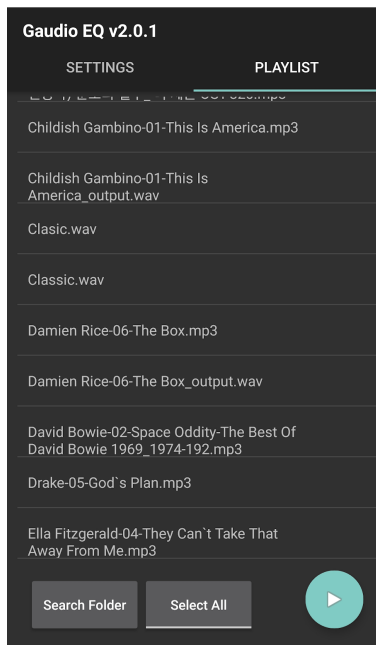 Gaudio EQ v2.0.1
SETTINGS
PLAYLIST
Childish Gambino-01-This Is America.mp3
Childish Gambino-01-This Is
America_output.wav
Clasic.wav
Classic.wav
Damien Rice-06-The Box.mp3
Damien Rice-06-The Box_output.wav
David Bowie-02-Space Oddity-The Best Of
David Bowie 1969_1974-192.mp3
Drake-05-God`s Plan.mp3
Ella Fitzgerald-04-They Can`t Take That
Away From Me.mp3
Search Folder
Select All